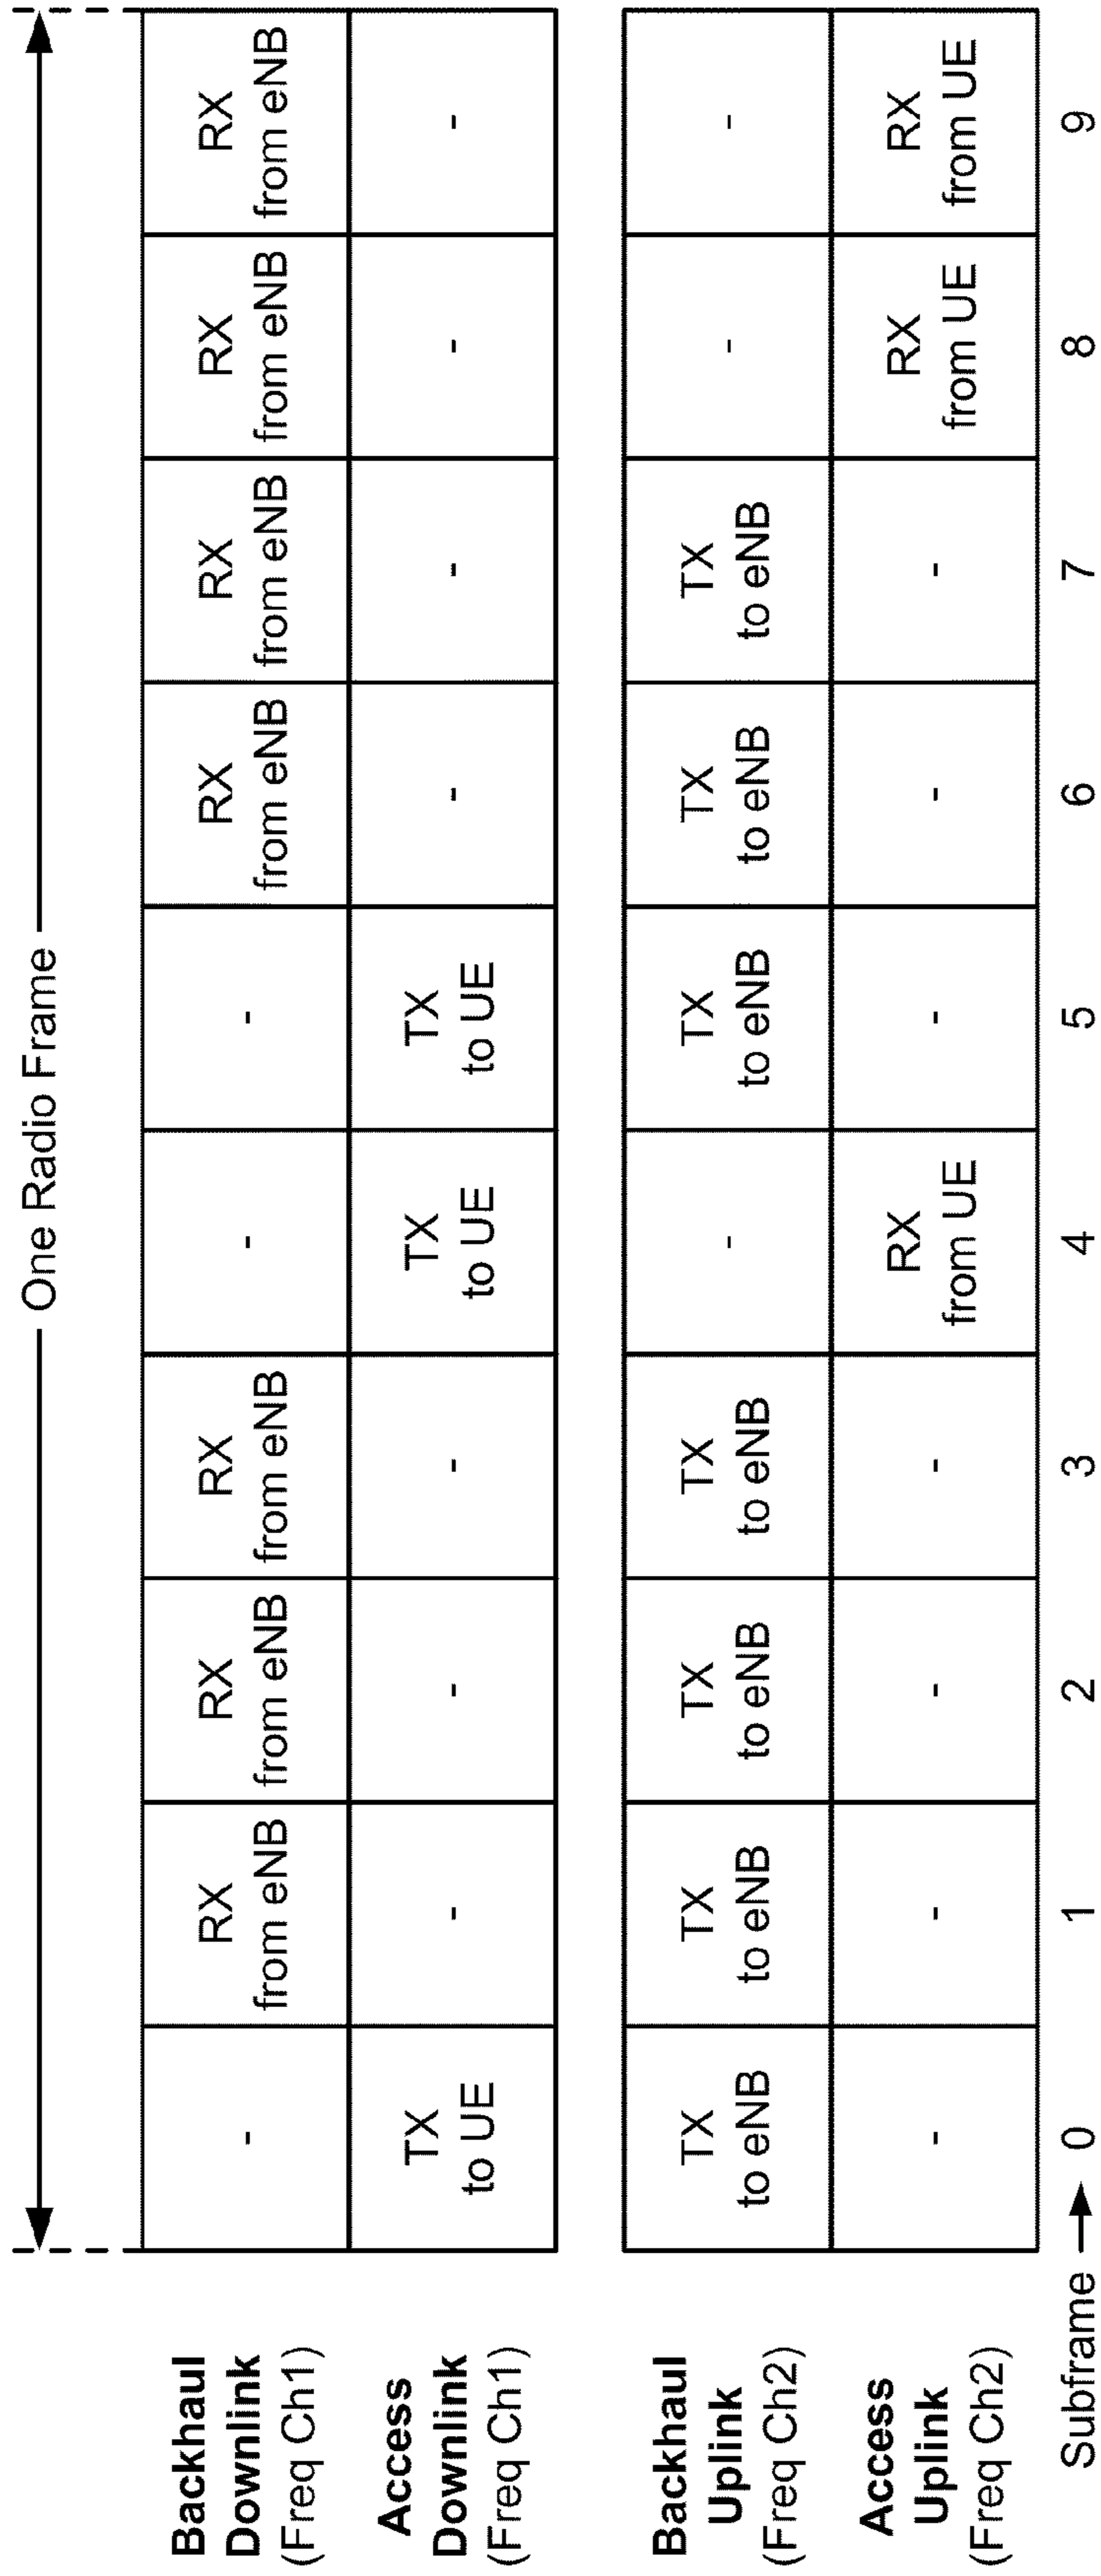 One Radio Frame
Backhaul
Downlink
(Freq Ch1)
- RX RX RX - - RX RX RX RX
from eNB from eNB from eNB from eNB from eNB from eNB from eNB
Access
Downlink
(Freq Ch1)
TX - - - TX TX - - - -
to UE to UE to UE
Backhaul
Uplink
(Freq Ch2)
TX TX TX TX - TX TX TX - -
to eNB to eNB to eNB to eNB to eNB to eNB to eNB
Access
Uplink
(Freq Ch2)
- - - - RX - - - RX RX
from UE from UE from UE
Subframe 0 1 2 3 4 5 6 7 8 9